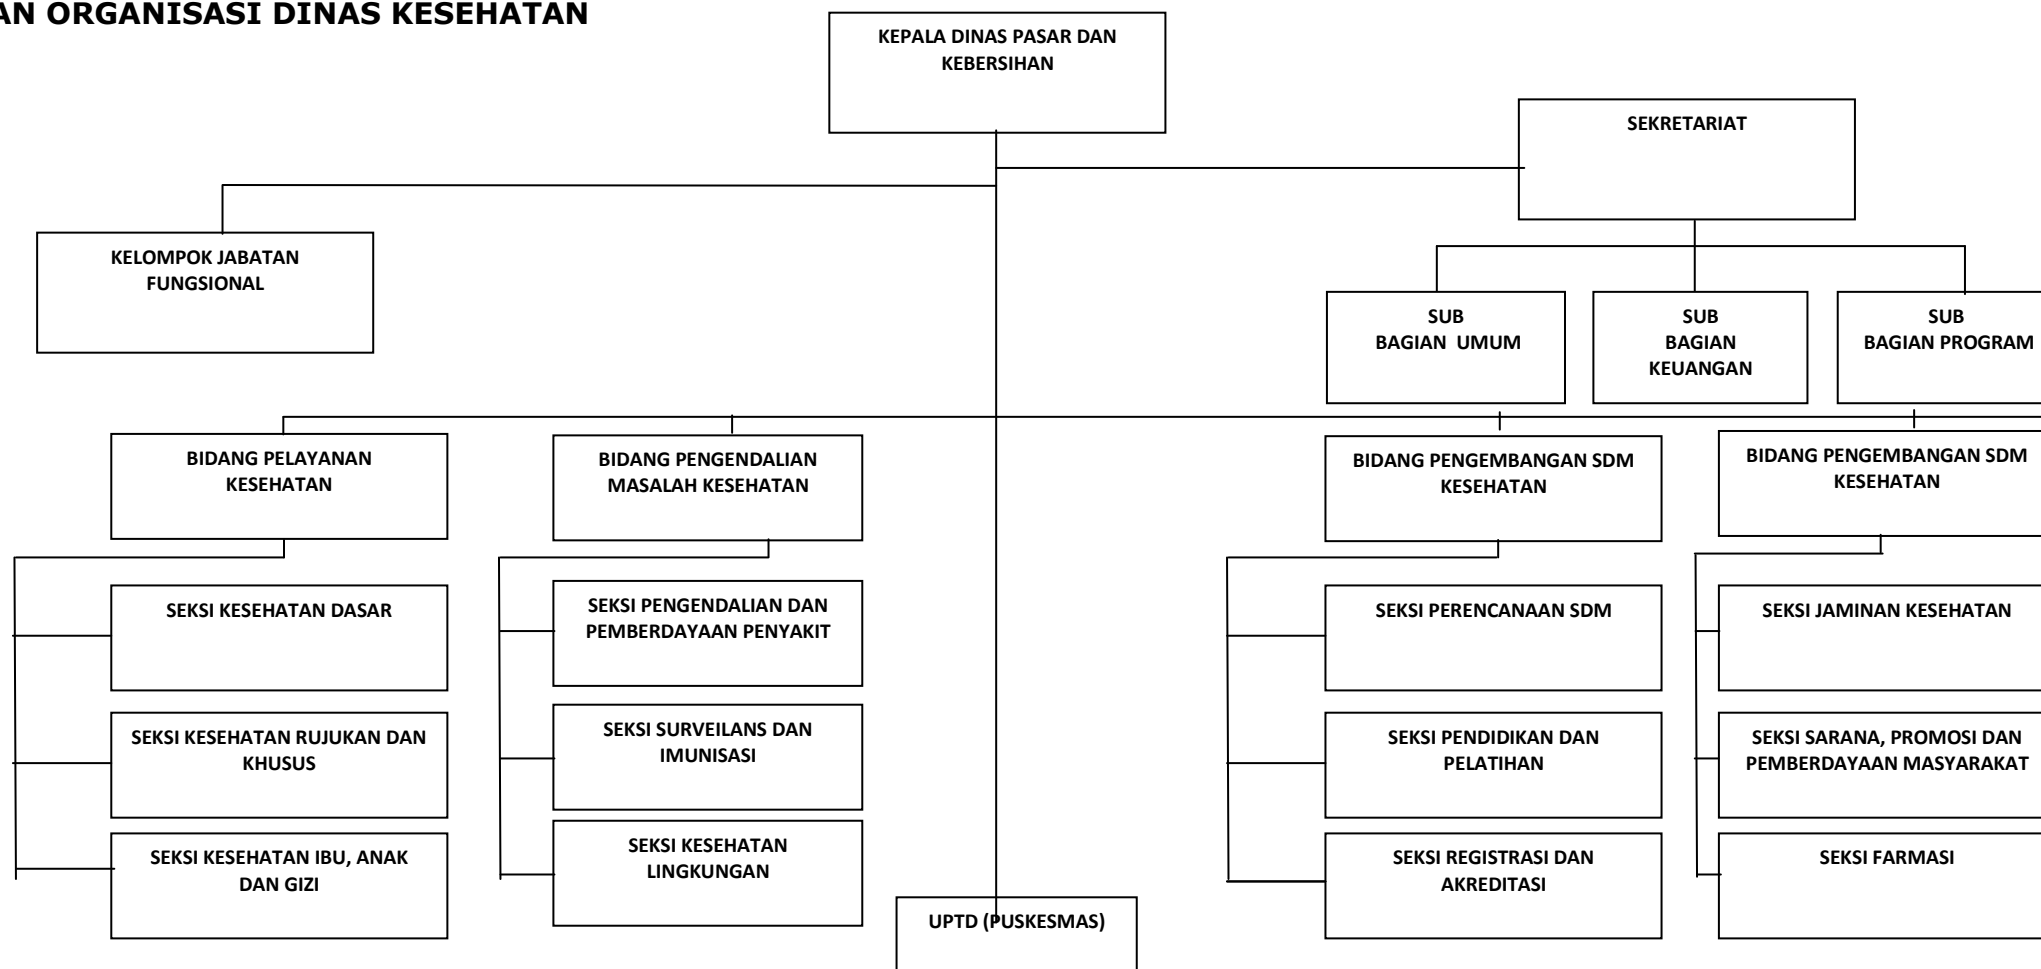 AN ORGANISASI DINAS KESEHATAN
KEPALA DINAS PASAR DAN
KEBERSIHAN
SEKRETARIAT
KELOMPOK JABATAN
FUNGSIONAL
SUB
BAGIAN UMUM
SUB
BAGIAN
KEUANGAN
SUB
BAGIAN PROGRAM
BIDANG PELAYANAN
KESEHATAN
BIDANG PENGENDALIAN
MASALAH KESEHATAN
BIDANG PENGEMBANGAN SDM
KESEHATAN
BIDANG PENGEMBANGAN SDM
KESEHATAN
SEKSI KESEHATAN DASAR
SEKSI PENGENDALIAN DAN
PEMBERDAYAAN PENYAKIT
SEKSI PERENCANAAN SDM
SEKSI JAMINAN KESEHATAN
SEKSI KESEHATAN RUJUKAN DAN
KHUSUS
SEKSI SURVEILANS DAN
IMUNISASI
SEKSI PENDIDIKAN DAN
PELATIHAN
SEKSI SARANA, PROMOSI DAN
PEMBERDAYAAN MASYARAKAT
SEKSI KESEHATAN IBU, ANAK
DAN GIZI
SEKSI KESEHATAN
LINGKUNGAN
SEKSI REGISTRASI DAN
AKREDITASI
SEKSI FARMASI
UPTD (PUSKESMAS)